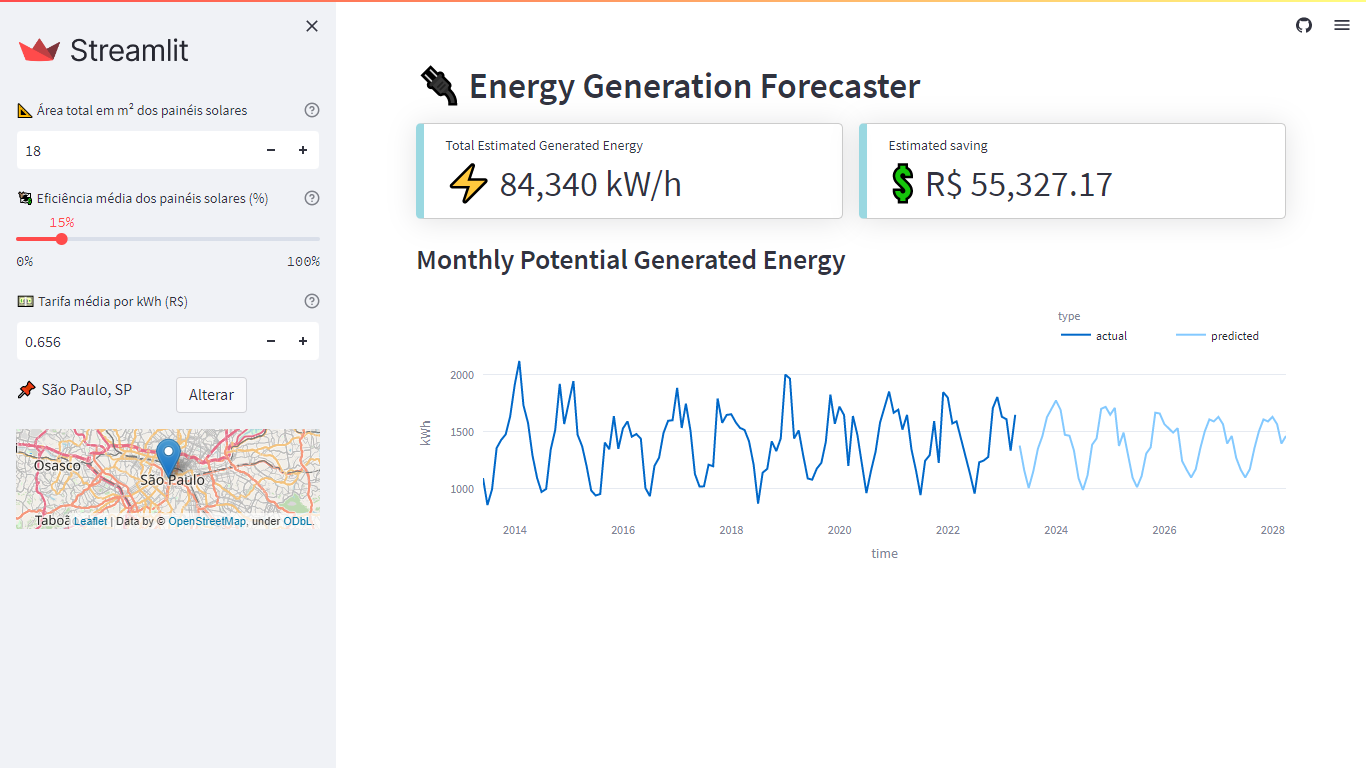 Streamlit
Área total em m² dos painéis solares
18
Eficiência média dos painéis solares (%)
15%
0% 100%
Tarifa média por kWh (R$)
0.656
São Paulo, SP
Alterar
Osasco
São Paulo
Taboã
Leaflet | Data by © OpenStreetMap, under ODbL.
Energy Generation Forecaster
Total Estimated Generated Energy
84,340 kW/h
Estimated saving
R$ 55,327.17
Monthly Potential Generated Energy
type
actual predicted
kWh
2000
1500
1000
2014 2016 2018 2020 2022 2024 2026 2028
time